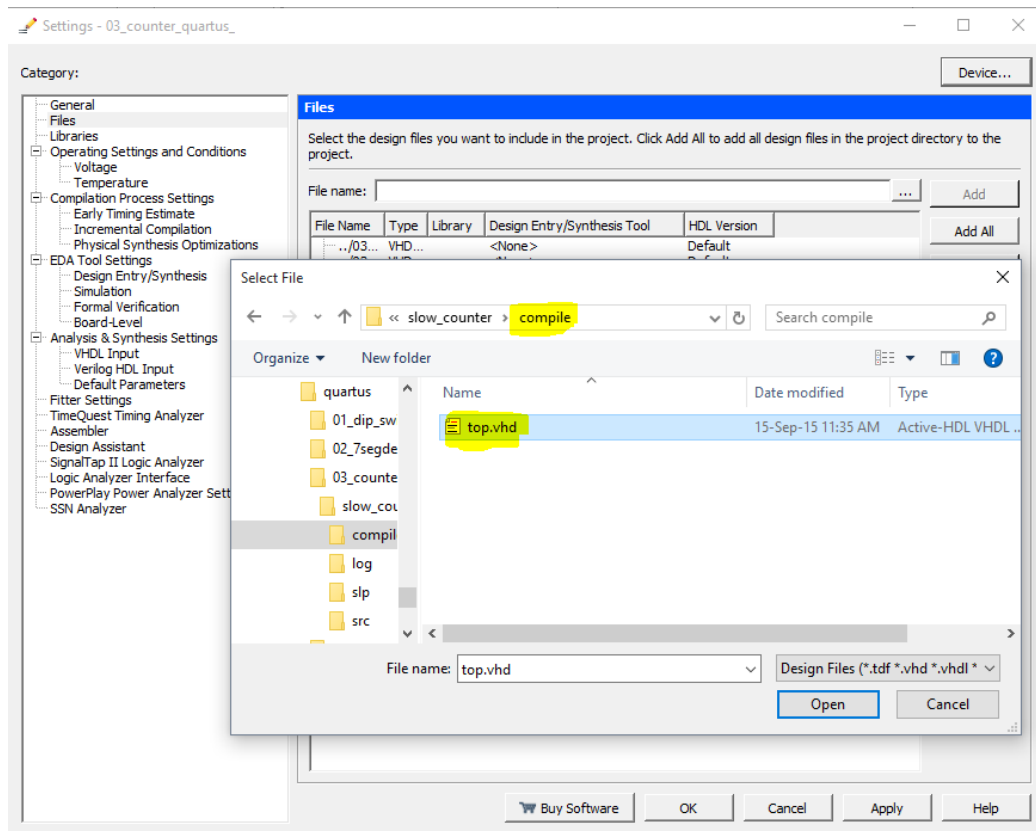 Settings - 03_counter_quartus_
Category:
Device...
General
Files
Libraries
Operating Settings and Conditions
Voltage
Temperature
Compilation Process Settings
Early Timing Estimate
Incremental Compilation
Physical Synthesis Optimizations
EDA Tool Settings
Design Entry/Synthesis
Simulation
Formal Verification
Board-Level
Analysis & Synthesis Settings
VHDL Input
Verilog HDL Input
Default Parameters
Fitter Settings
TimeQuest Timing Analyzer
Assembler
Design Assistant
SignalTap II Logic Analyzer
Logic Analyzer Interface
PowerPlay Power Analyzer Sett
SSN Analyzer
Files
Select the design files you want to include in the project. Click Add All to add all design files in the project directory to the
project.
File name: ... Add
File Name Type Library Design Entry/Synthesis Tool HDL Version Add All
../03... VHD... <None> Default
Select File
« slow_counter › compile Search compile
Organize New folder
quartus
01_dip_sw
02_7segde
03_counte
slow_cou
compil
log
slp
src
Name Date modified Type
top.vhd 15-Sep-15 11:35 AM Active-HDL VHDL ..
File name: top.vhd Design Files (*.tdf *.vhd *.vhdl *
Open Cancel
Buy Software OK Cancel Apply Help